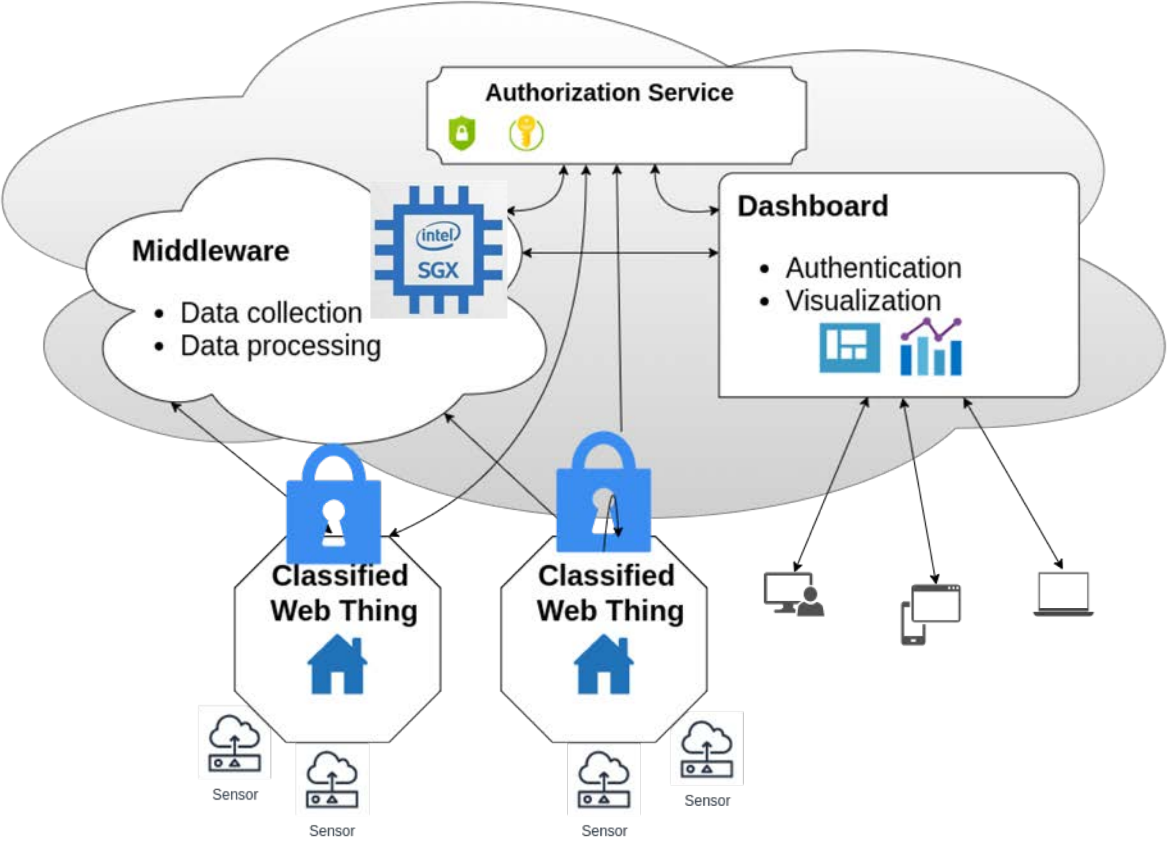 Authorization Service
Dashboard
Middleware
intel
SGX
• Authentication
• Visualization
• Data collection
• Data processing
Classified
Web Thing
Classified
Web Thing
Sensor
Sensor
Sensor
Sensor